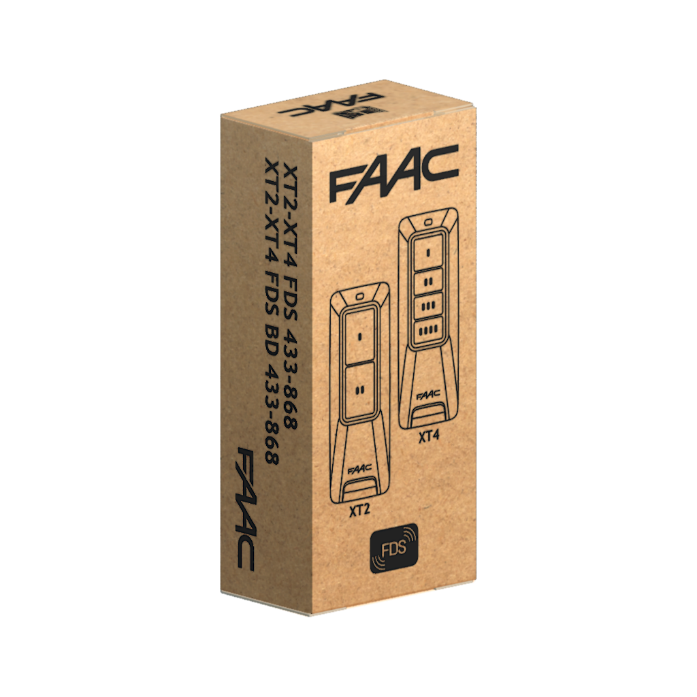 FAAC
FAAC
XT2-XT4 FDS 433-868
XT2-XT4 FDS BD 433-868
FAAC
FAAC
XT4
FAAC
XT2
FDS